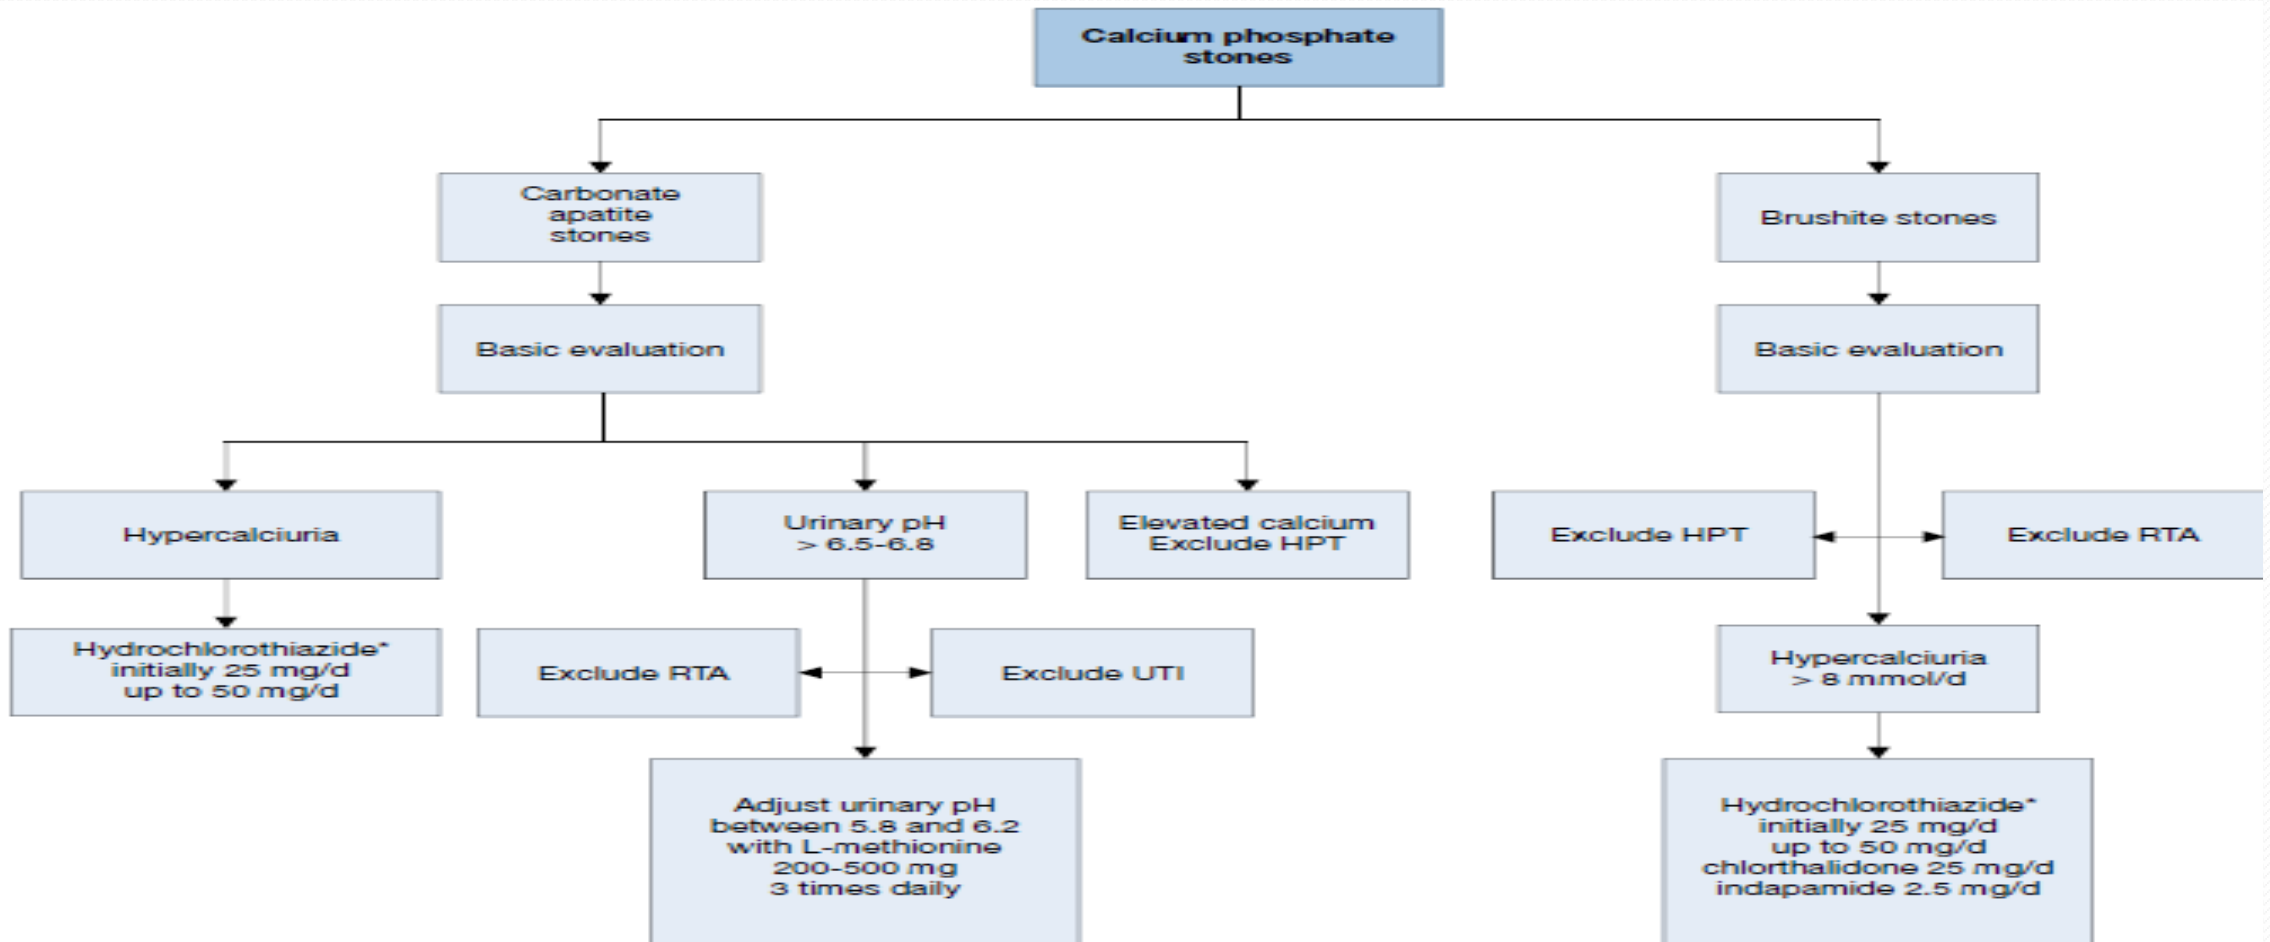 Calcium phosphate
stones
Carbonate
apatite
stones
Brushite stones
Basic evaluation
Basic evaluation
Hypercalciuria
Urinary pH
> 6.5-6.8
Elevated calcium
Exclude HPT
Exclude HPT
Exclude RTA
Hydrochlorothiazide*
initially 25 mg/d
up to 50 mg/d
Exclude RTA
Exclude UTI
Hypercalciuria
> 8 mmol/d
Adjust urinary pH
between 5.8 and 6.2
with L-methionine
200-500 mg
3 times daily
Hydrochlorothiazide*
initially 25 mg/d
up to 50 mg/d
chlorthalidone 25 mg/d
indapamide 2.5 mg/d